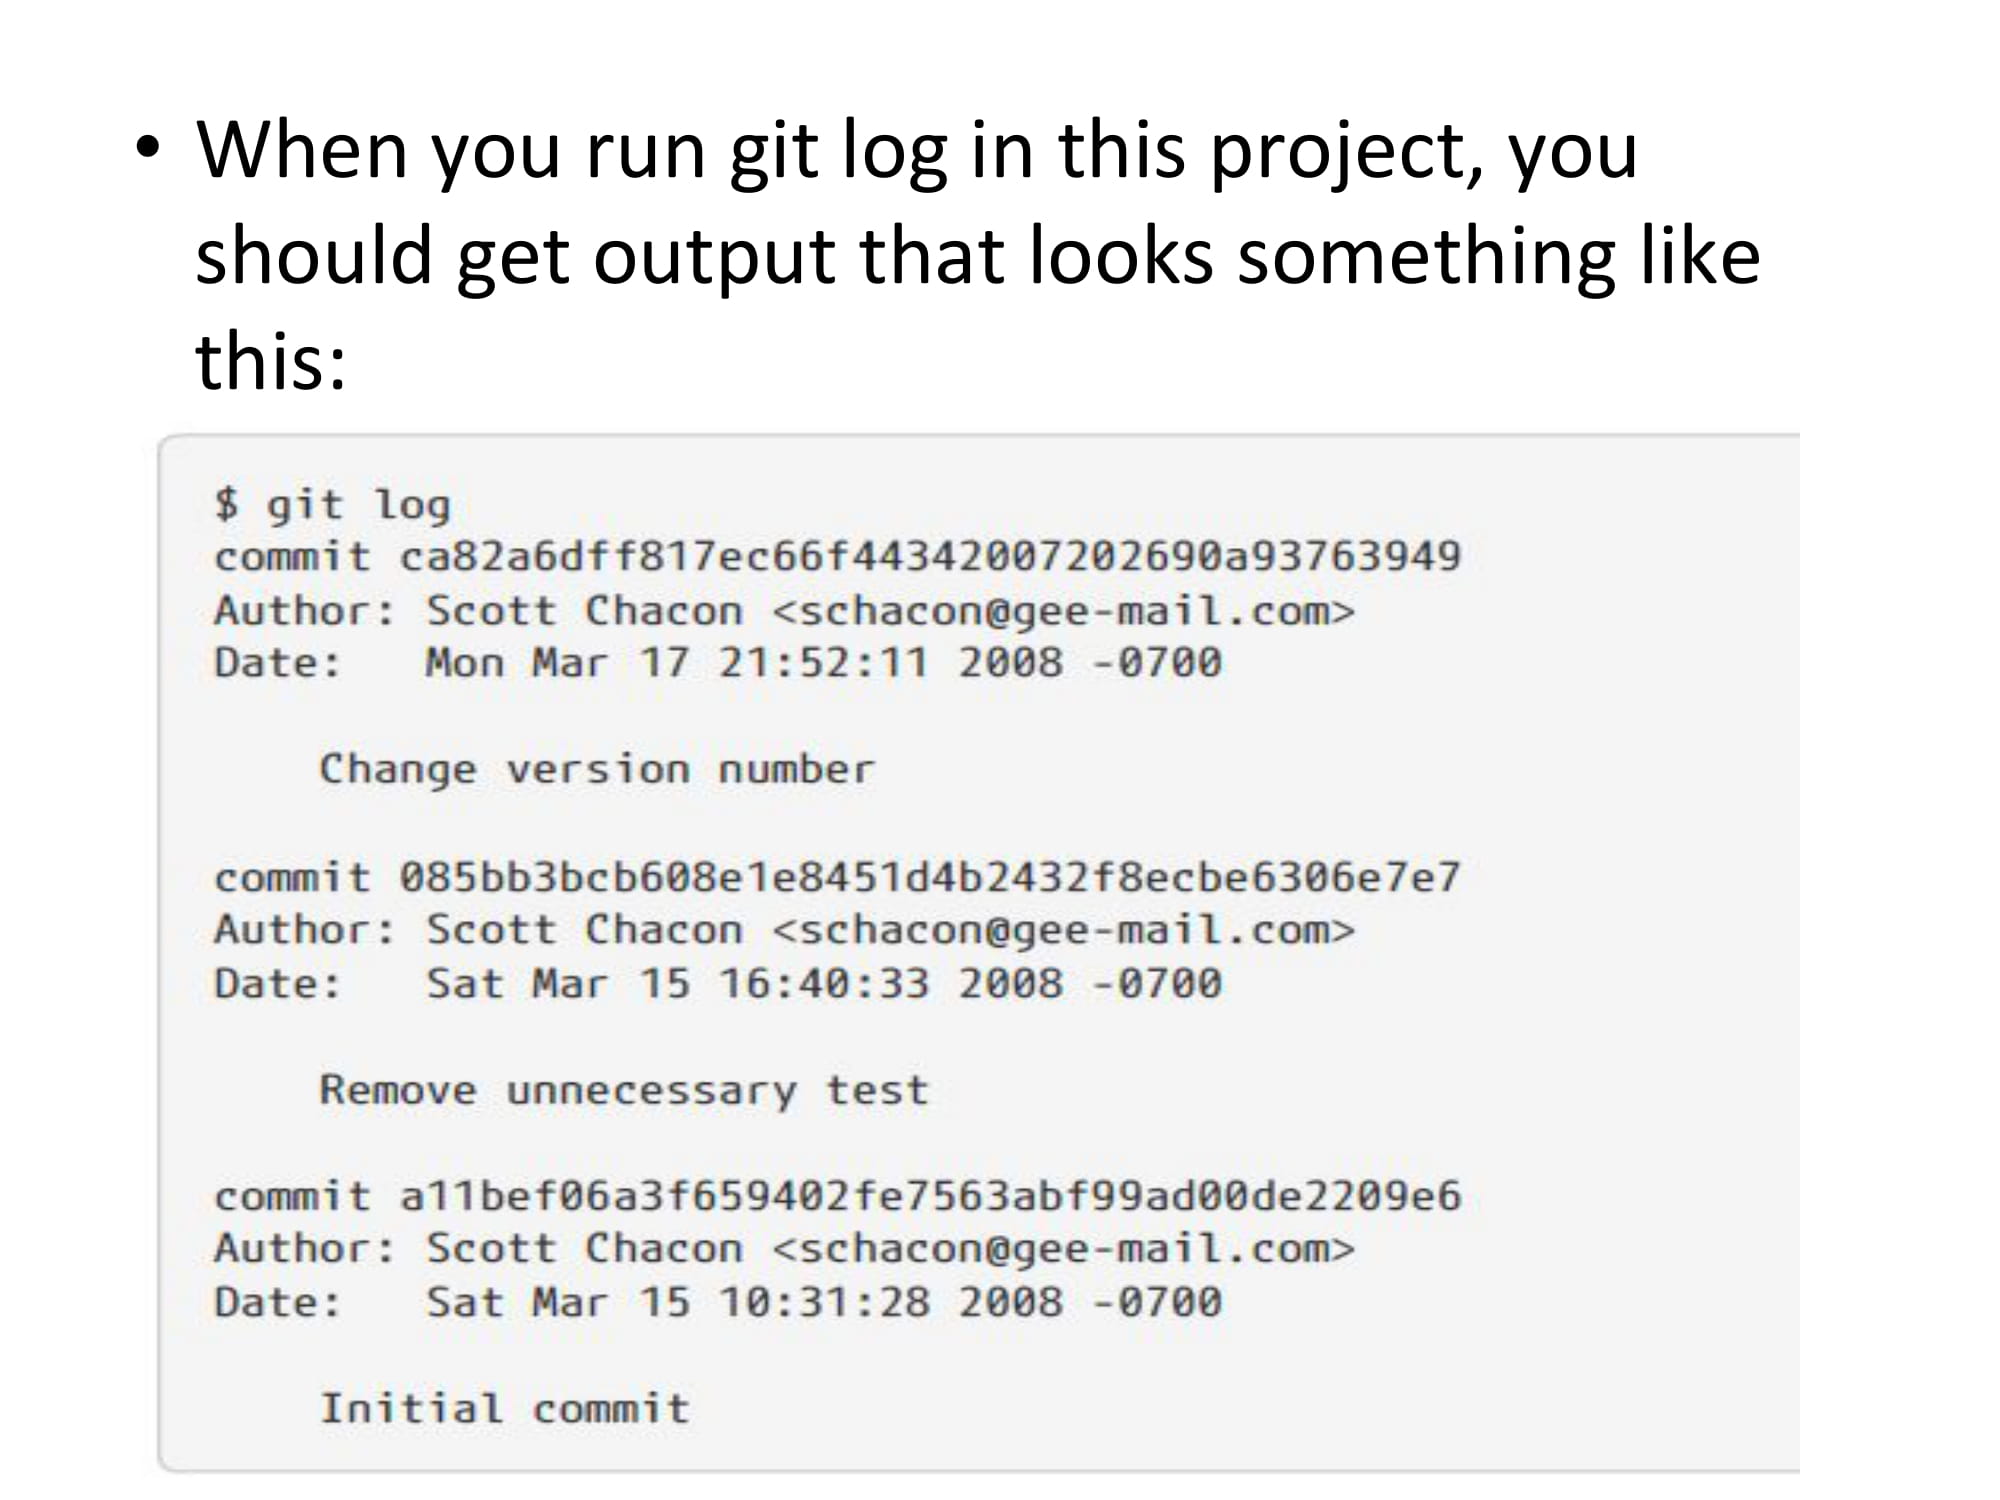 • When you run git log in this project, you
should get output that looks something like
this:
$ git log
commit ca82a6dff817ec66f44342007202690a93763949
Author: Scott Chacon <schacon@gee-mail.com>
Date:   Mon Mar 17 21:52:11 2008 -0700
Change version number
commit 085bb3bcb608e1e8451d4b2432f8ecbe6306e7e7
Author: Scott Chacon <schacon@gee-mail.com>
Date:   Sat Mar 15 16:40:33 2008 -0700
Remove unnecessary test
commit a11bef06a3f659402fe7563abf99ad00de2209e6
Author: Scott Chacon <schacon@gee-mail.com>
Date:   Sat Mar 15 10:31:28 2008 -0700
Initial commit